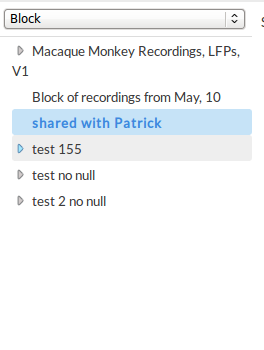 Block
Macaque Monkey Recordings, LFPs,
V1
Block of recordings from May, 10
shared with Patrick
test 155
test no null
test 2 no null